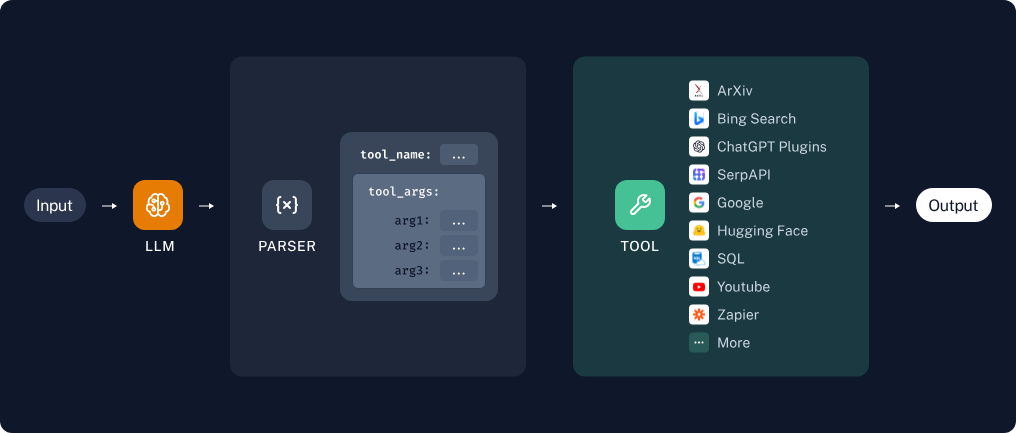 Input
LLM
PARSER
tool_name: ...
tool_args:
arg1: ...
arg2: ...
arg3: ...
TOOL
ArXiv
Bing Search
ChatGPT Plugins
SerpAPI
Google
Hugging Face
SQL
Youtube
Zapier
More
Output